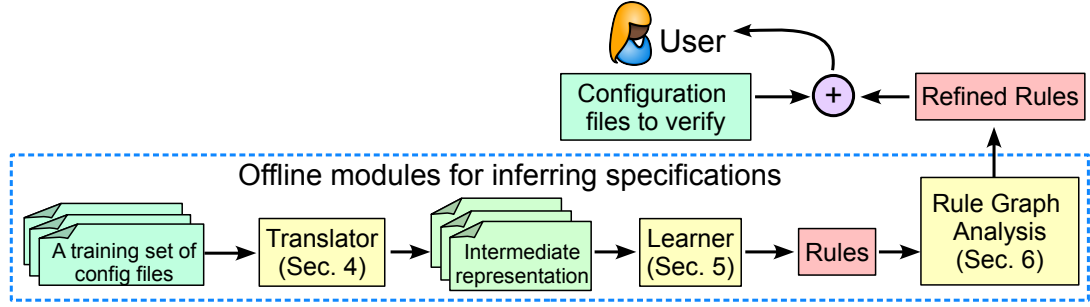 User
Configuration
files to verify
+
Refined Rules
Offline modules for inferring specifications
A training set of
config files
Translator
(Sec. 4)
Intermediate
representation
Learner
(Sec. 5)
Rules
Rule Graph
Analysis
(Sec. 6)